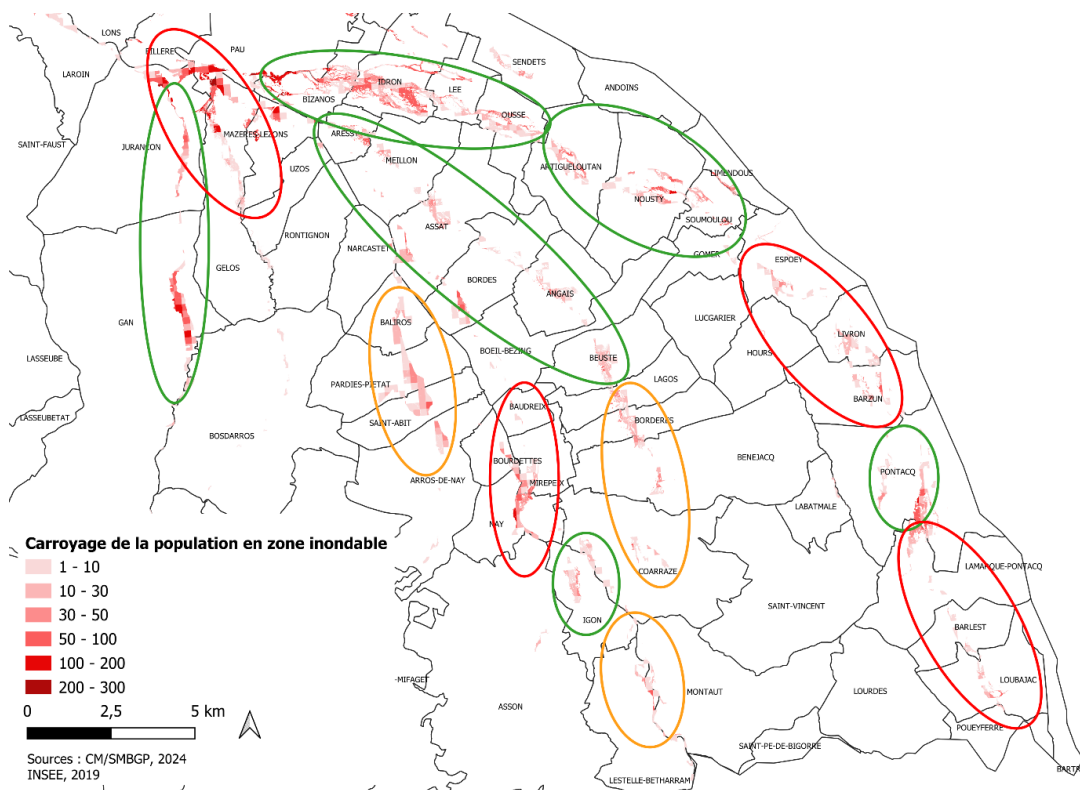 LONS
BILLERE
PAU
LAROIN
SENDETS
IDRON
LEE
ANDOINS
BIZANOS
OUSSE
SAINT-FAUST
JURANCON
MAZERES-LEZONS
ARESSY
MEILLON
UZOS
ARTIGUELOUTAN
LIMENDOUS
NOUSTY
SOUMOULOU
ASSAT
RONTIGNON
NARCASTET
GOMER
ESPOEY
GELOS
BORDES
ANGAIS
GAN
BALIROS
LUCGARIER
LIVRON
BOEIL-BEZING
HOURS
LASSEUBE
BEUSTE
PARDIES-PIETAT
LAGOS
BARZUN
LASSEUBETAT
SAINT-ABIT
BAUDREIX
BORDERES
BOSDARROS
BENEJACQ
BOURDETTES
PONTACQ
ARROS-DE-NAY
MIREPEIX
LABATMALE
NAY
COARRAZE
LAMARQUE-PONTACQ
SAINT-VINCENT
IGON
BARLEST
-MIFAGET
MONTAUT
LOURDES
LOUBAJAC
ASSON
POUEYFERRE
SAINT-PE-DE-BIGORRE
BARTR
LESTELLE-BETHARRAM
Carroyage de la population en zone inondable
1 - 10
10 - 30
30 - 50
50 - 100
100 - 200
200 - 300
0 2,5 5 km
Sources : CM/SMBGP, 2024
INSEE, 2019